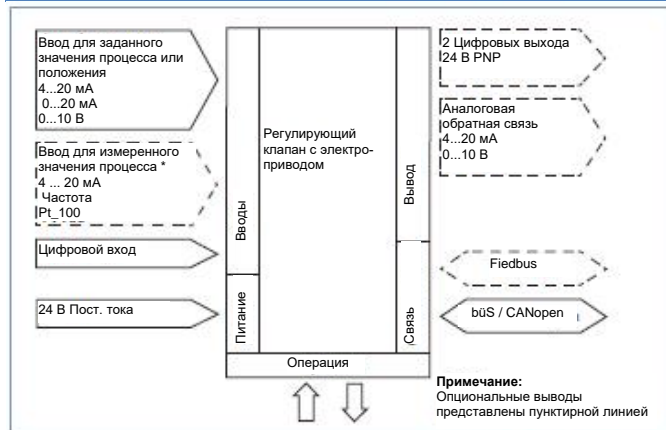 Ввод для заданного
значения процесса или
положения
4...20 мА
0...20 мА
0...10 В
Ввод для измеренного
значения процесса *
4 ... 20 мА
Частота
Pt_100
Цифровой вход
24 В Пост. тока
Вводы
Питание
Регулирующий
клапан с электро-
приводом
Вывод
Связь
Операция
2 Цифровых выхода
24 В PNP
Аналоговая
обратная связь
4...20 мА
0...10 В
Fiedbus
büS / CANopen
Примечание:
Опциональные выводы
представлены пунктирной линией